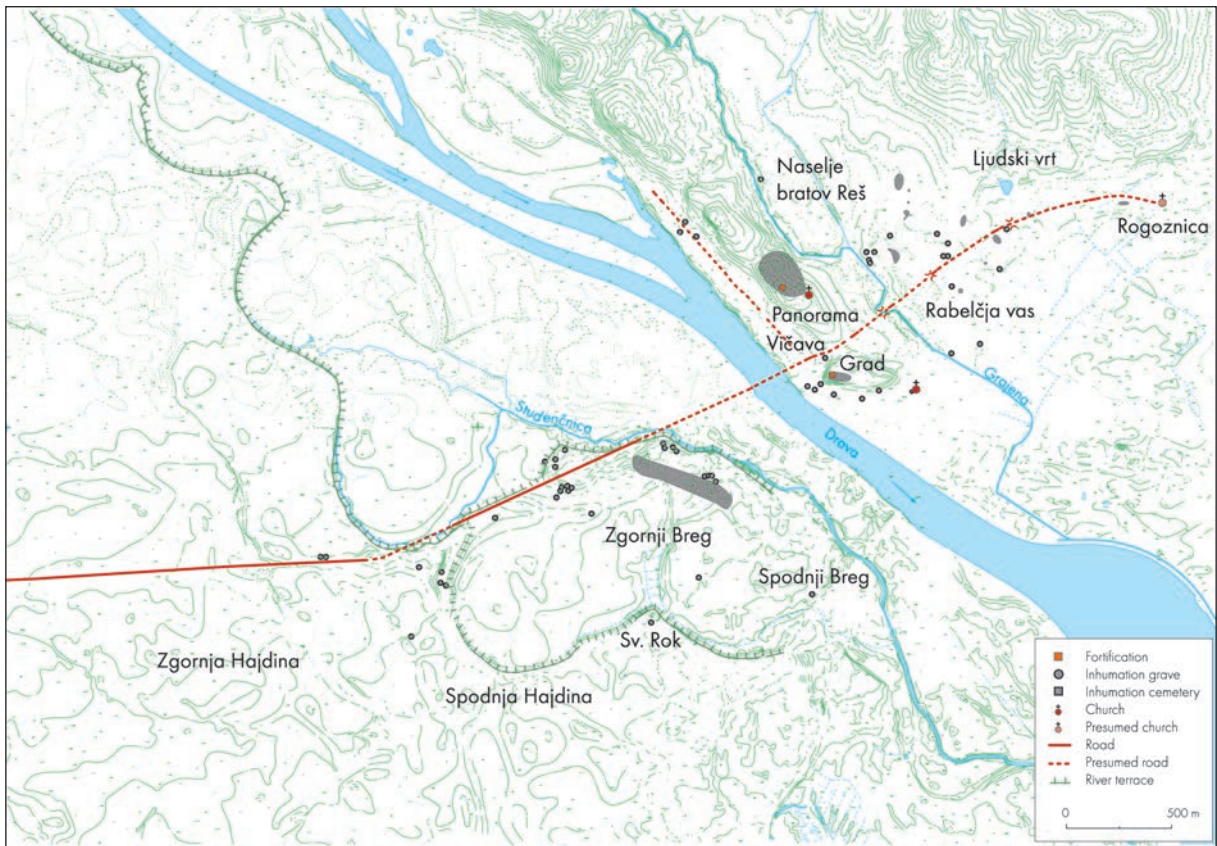 Naselje
bratov Reš
Ljudski vrt
Rogoznica
Panorama
Rabelčja vas
Vičava
Grad
Grajena
Studenčnica
Drava
Zgornji Breg
Spodnji Breg
Sv. Rok
Zgornja Hajdina
Spodnja Hajdina
Fortification
Inhumation grave
Inhumation cemetery
Church
Presumed church
Road
Presumed road
River terrace
0 500 m